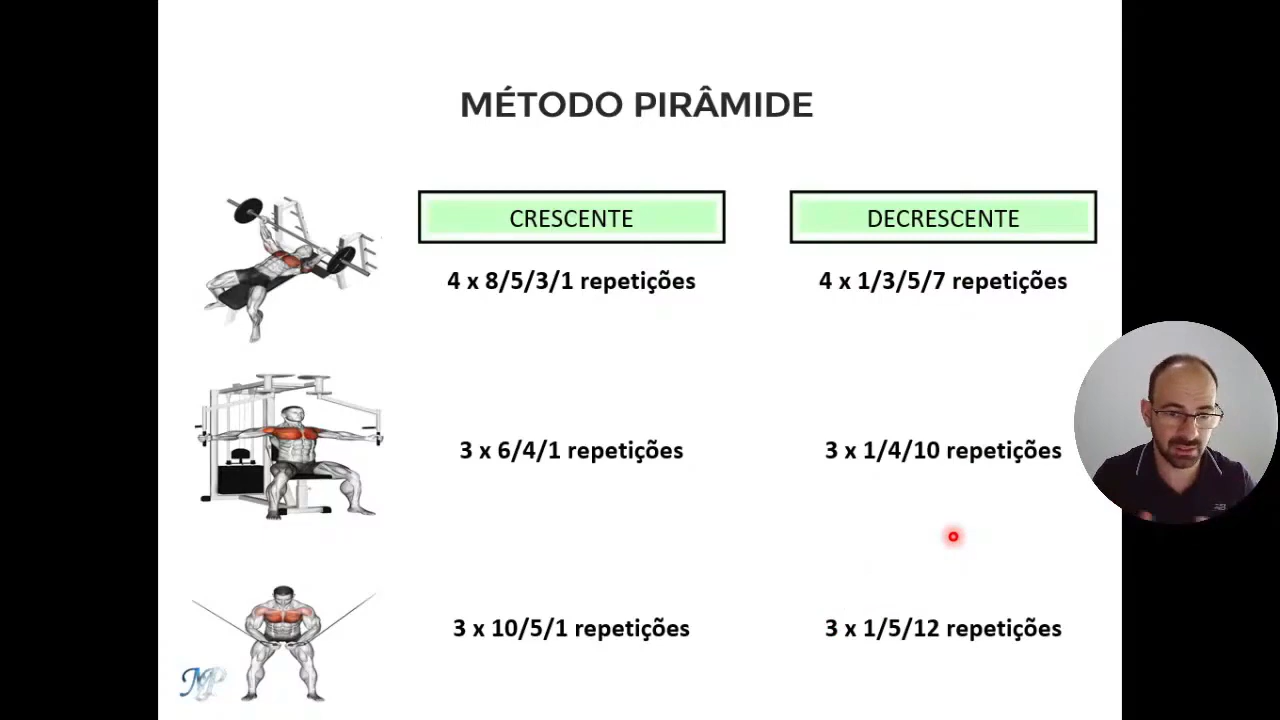 MÉTODO PIRÂMIDE
CRESCENTE
DECRESCENTE
4 x 8/5/3/1 repetições
4 x 1/3/5/7 repetições
3 x 6/4/1 repetições
3 x 1/4/10 repetições
3 x 10/5/1 repetições
3 x 1/5/12 repetições
MP